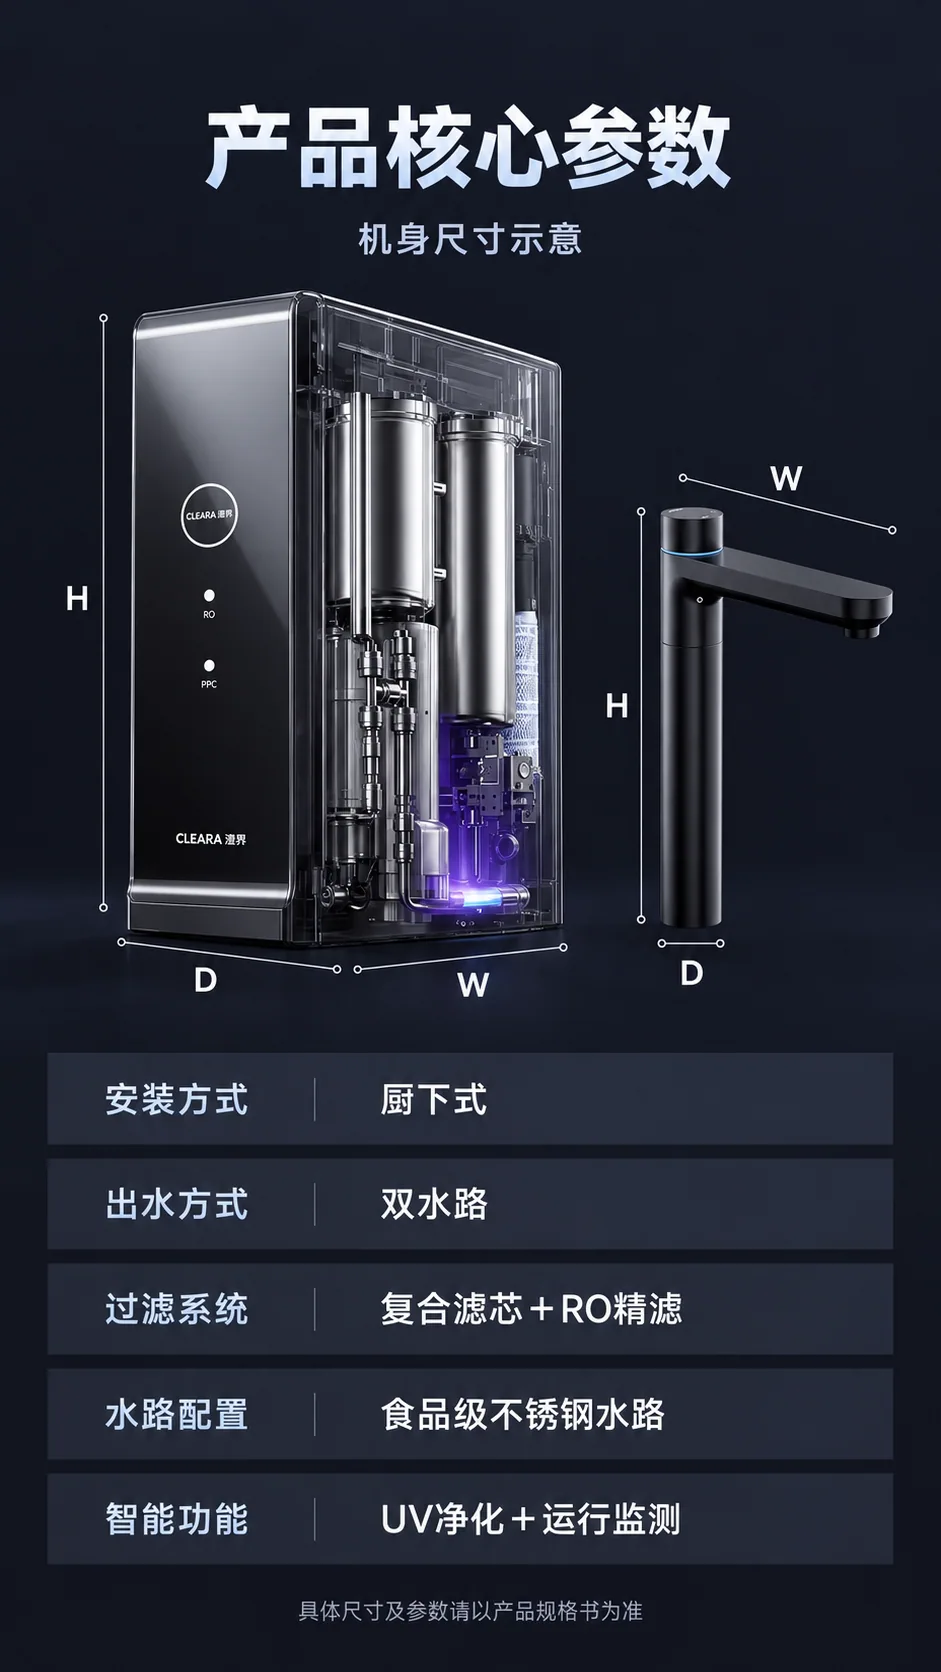 产品核心参数
机身尺寸示意
CLEARA 澄界
RO
PPC
CLEARA 澄界
H
D
W
W
H
D
安装方式 厨下式
出水方式 双水路
过滤系统 复合滤芯+RO精滤
水路配置 食品级不锈钢水路
智能功能 UV净化+运行监测
具体尺寸及参数请以产品规格书为准